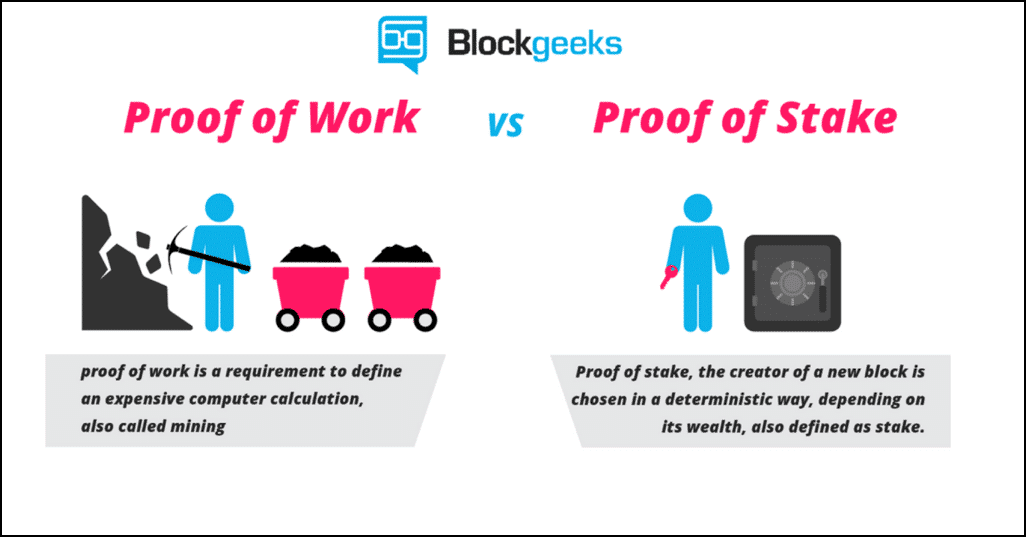 Blockgeeks
Proof of Work vs Proof of Stake
proof of work is a requirement to define
an expensive computer calculation,
also called mining
Proof of stake, the creator of a new block is
chosen in a deterministic way, depending on
its wealth, also defined as stake.